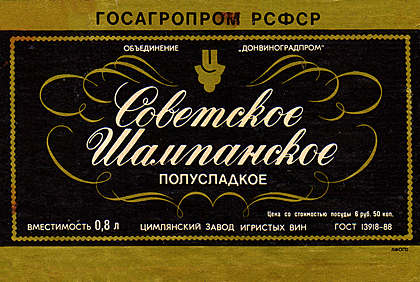 ГОСАГРОПРОМ РСФСР
ОБЪЕДИНЕНИЕ „ДОНВИНОГРАДПРОМ"
Советское
Шампанское
ПОЛУСЛАДКОЕ
Цена со стоимостью посуды 6 руб. 50 коп.
ВМЕСТИМОСТЬ 0,8 л ЦИМЛЯНСКИЙ ЗАВОД ИГРИСТЫХ ВИН ГОСТ 13918-88